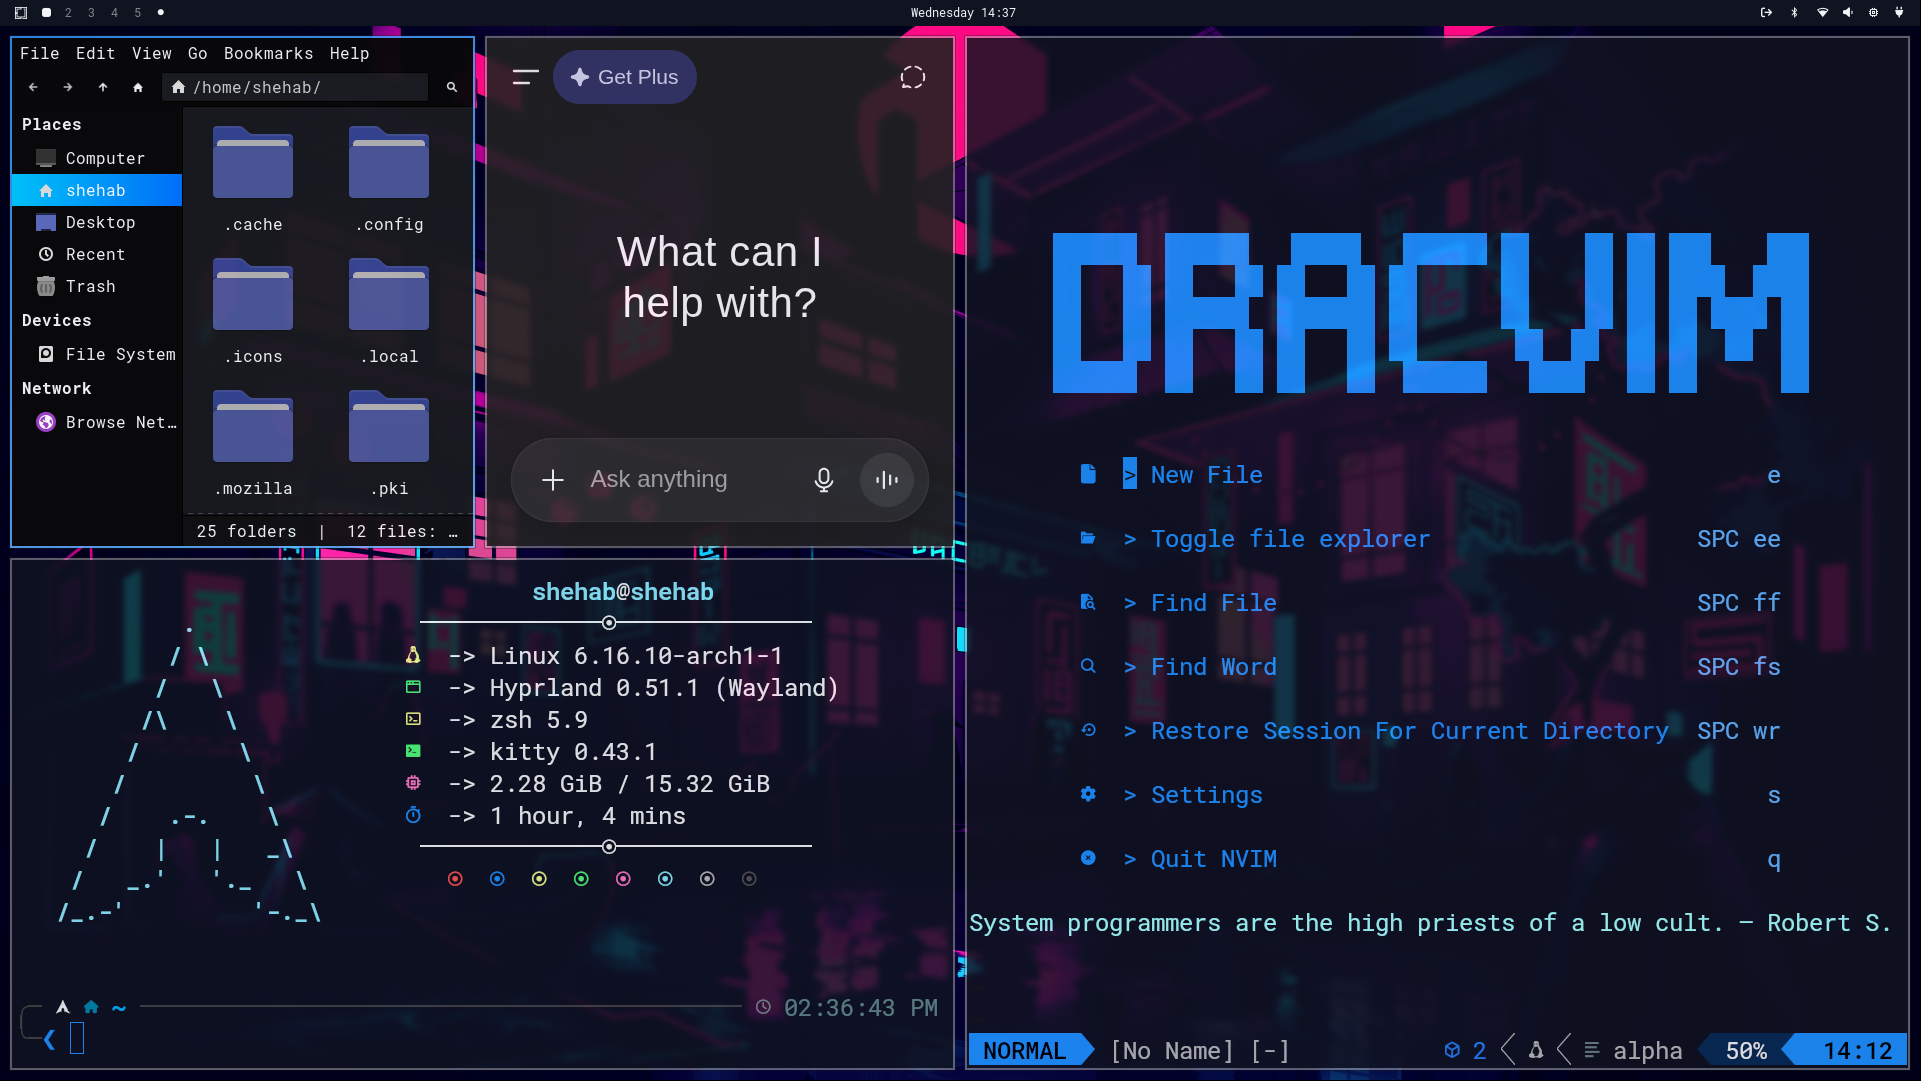 2 3 4 5
Wednesday 14:37
File Edit View Go Bookmarks Help
/home/shehab/
Places
Computer
shehab
Desktop
Recent
Trash
Devices
File System
Network
Browse Net…
.cache .config
.icons .local
.mozilla .pki
25 folders | 12 files: …
Get Plus
What can I
help with?
Ask anything
shehab@shehab
-> Linux 6.16.10-arch1-1
-> Hyprland 0.51.1 (Wayland)
-> zsh 5.9
-> kitty 0.43.1
-> 2.28 GiB / 15.32 GiB
-> 1 hour, 4 mins
~ 02:36:43 PM
DRACVIM
> New File e
> Toggle file explorer SPC ee
> Find File SPC ff
> Find Word SPC fs
> Restore Session For Current Directory SPC wr
> Settings s
> Quit NVIM q
System programmers are the high priests of a low cult. – Robert S.
NORMAL [No Name] [-] 2 alpha 50% 14:12